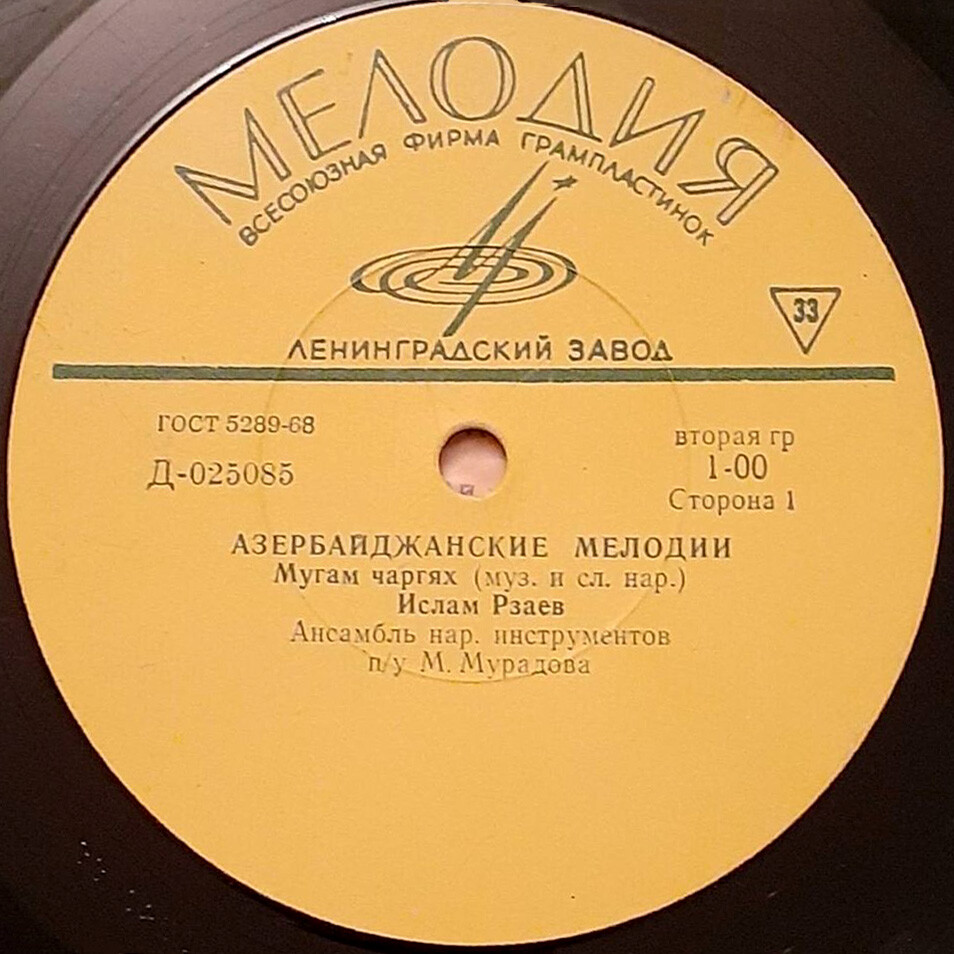 МЕЛОДИЯ
ВСЕСОЮЗНАЯ ФИРМА ГРАМПЛАСТИНОК
33
ЛЕНИНГРАДСКИЙ ЗАВОД
ГОСТ 5289-68
вторая гр
Д-025085
1-00
Сторона 1
АЗЕРБАЙДЖАНСКИЕ МЕЛОДИИ
Мугам чаргях (муз. и сл. нар.)
Ислам Рзаев
Ансамбль нар. инструментов
п/у М. Мурадова